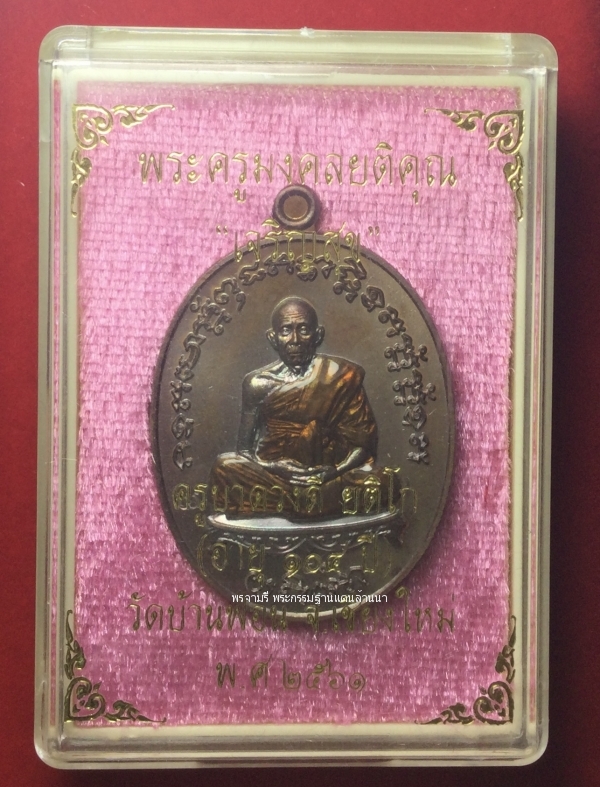 พระครูมงคลยติคุณ
"เจริญสุข"
ครูบาดวงดี ยติโก
(อายุ ๑๐๕ ปี)
พรจามรี พระกรรมฐานแดนล้านนา
วัดบ้านฟ่อน จ.เชียงใหม่
พ ศ ๒๕๖๑